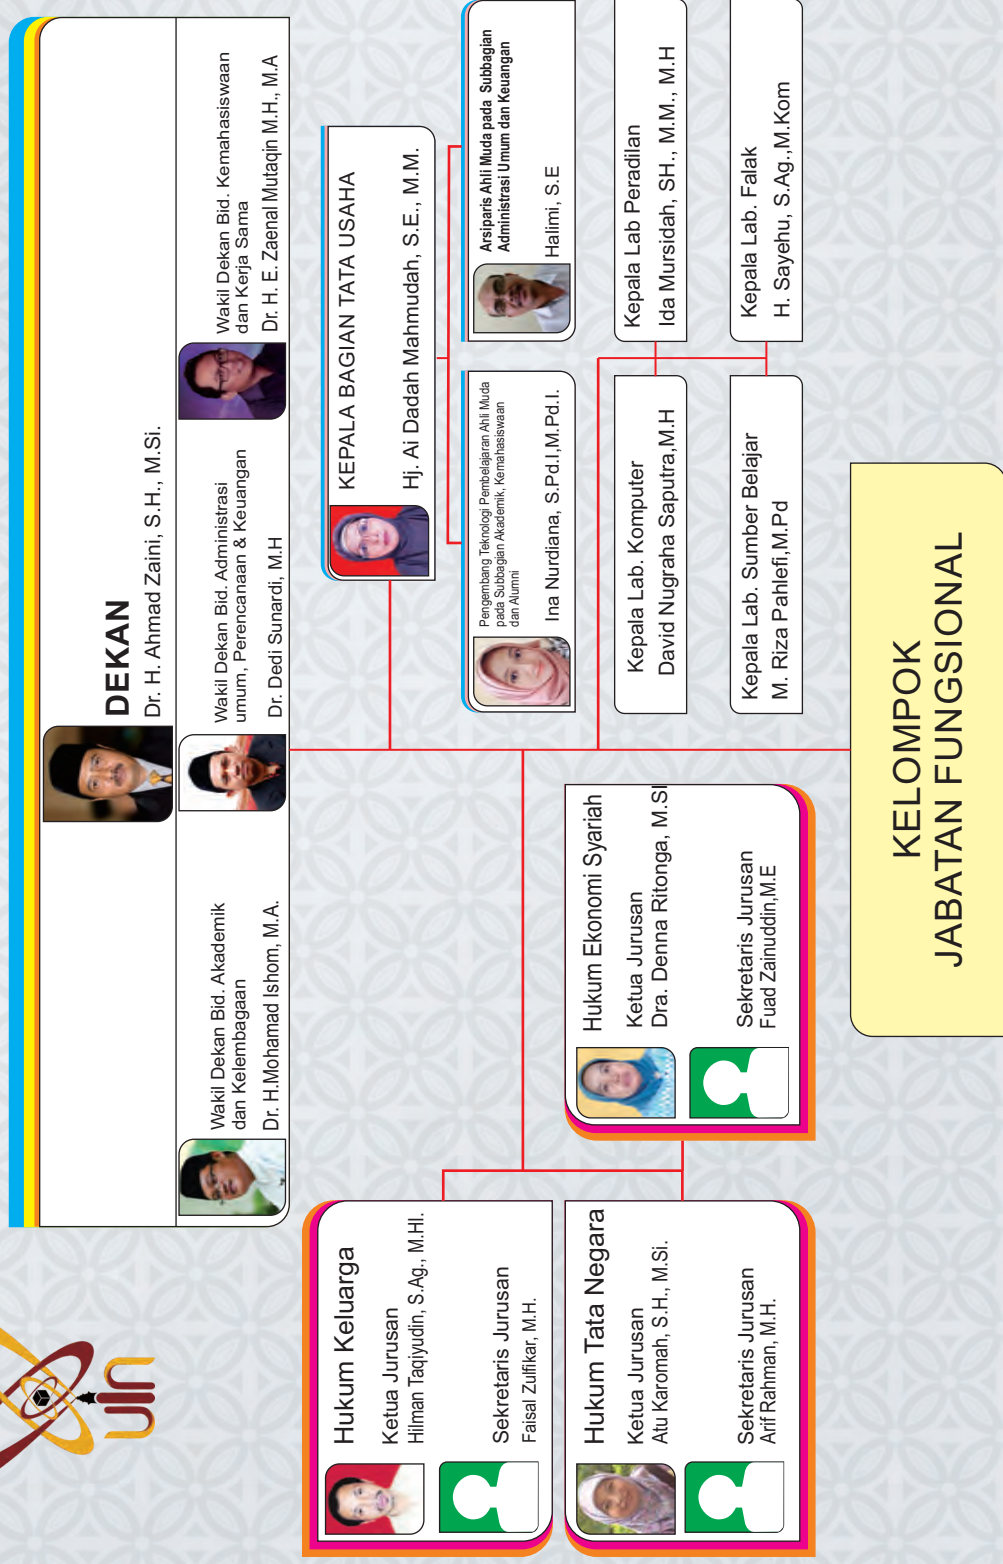 uin
DEKAN
Dr. H. Ahmad Zaini, S.H., M.Si.
Wakil Dekan Bid. Akademik
dan Kelembagaan
Dr. H.Mohamad Ishom, M.A.
Wakil Dekan Bid. Administrasi
umum , Perencanaan & Keuangan
Dr. Dedi Sunardi, M.H
Wakil Dekan Bid. Kemahasiswaan
dan Kerja Sama
Dr. H. E. Zaenal Mutaqin M.H., M.A
KEPALA BAGIAN TATA USAHA
Hj. Ai Dadah Mahmudah, S.E., M.M.
Pengembang Teknologi Pembelajaran Ahli Muda
pada Subbagian Akademik, Kemahasiswaan
dan Alumni
Ina Nurdiana, S.Pd.I,M.Pd.I.
Arsiparis Ahli Muda pada Subbagian
Administrasi Umum dan Keuangan
Halimi, S.E
Hukum Keluarga
Ketua Jurusan
Hilman Taqiyudin, S.Ag., M.HI.
Sekretaris Jurusan
Faisal Zulfikar, M.H.
Hukum Tata Negara
Ketua Jurusan
Atu Karomah, S.H., M.Si.
Sekretaris Jurusan
Arif Rahman, M.H.
Hukum Ekonomi Syariah
Ketua Jurusan
Dra. Denna Ritonga, M.SI
Sekretaris Jurusan
Fuad Zainuddin,M.E
Kepala Lab. Komputer
David Nugraha Saputra,M.H
Kepala Lab Peradilan
Ida Mursidah, SH., M.M., M.H
Kepala Lab. Sumber Belajar
M. Riza Pahlefi,M.Pd
Kepala Lab. Falak
H. Sayehu, S.Ag.,M.Kom
KELOMPOK
JABATAN FUNGSIONAL